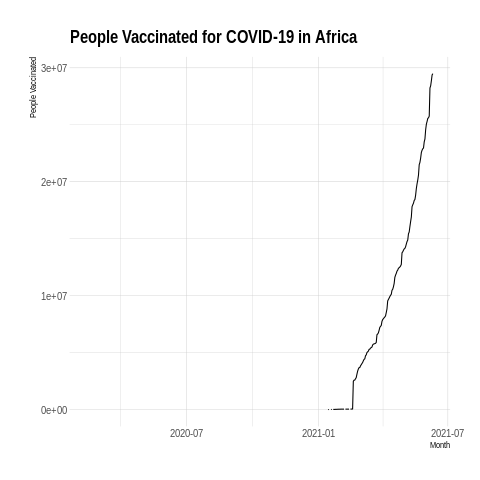 People Vaccinated for COVID-19 in Africa
People Vaccinated
3e+07
2e+07
1e+07
0e+00
2020-07
2021-01
2021-07
Month